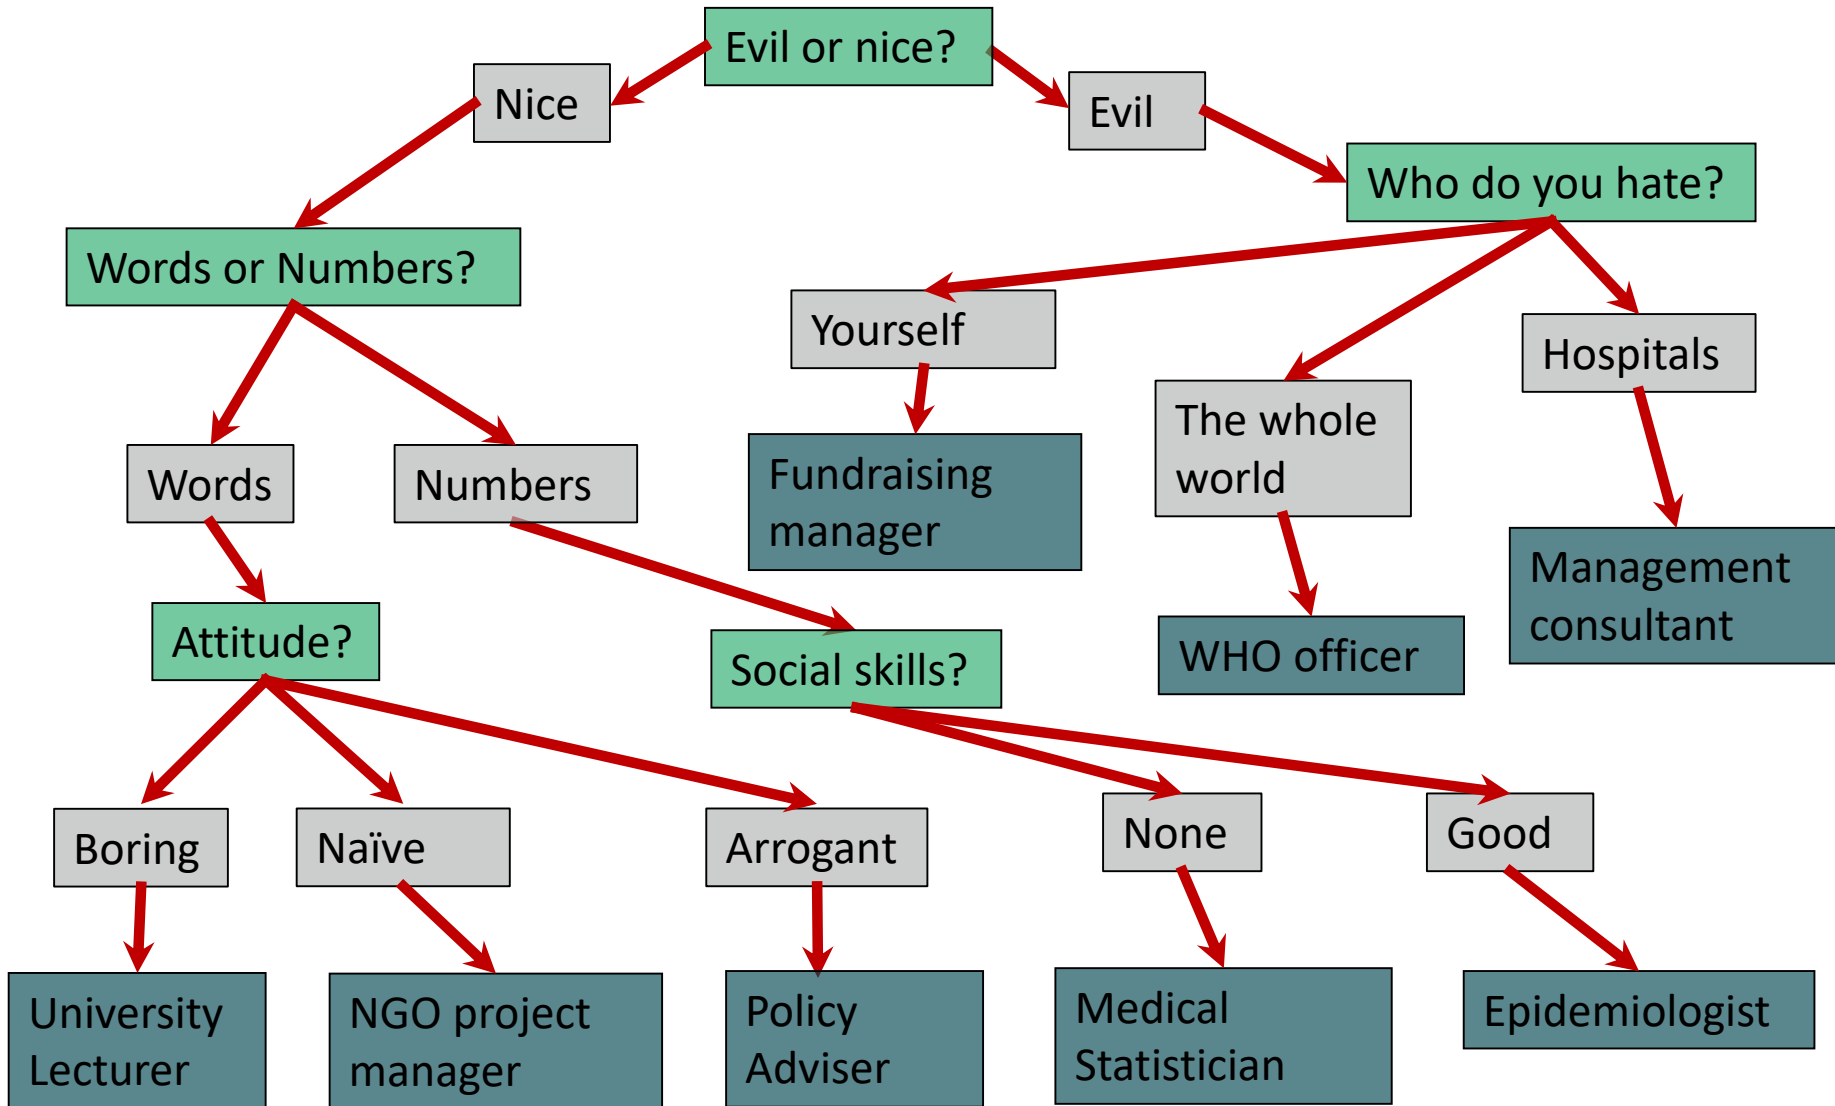 Evil or nice?
Nice
Evil
Who do you hate?
Words or Numbers?
Yourself
Hospitals
The whole
world
Words
Numbers
Fundraising
manager
Management
consultant
Attitude?
Social skills?
WHO officer
Boring
Naïve
Arrogant
None
Good
University
Lecturer
NGO project
manager
Policy
Adviser
Medical
Statistician
Epidemiologist